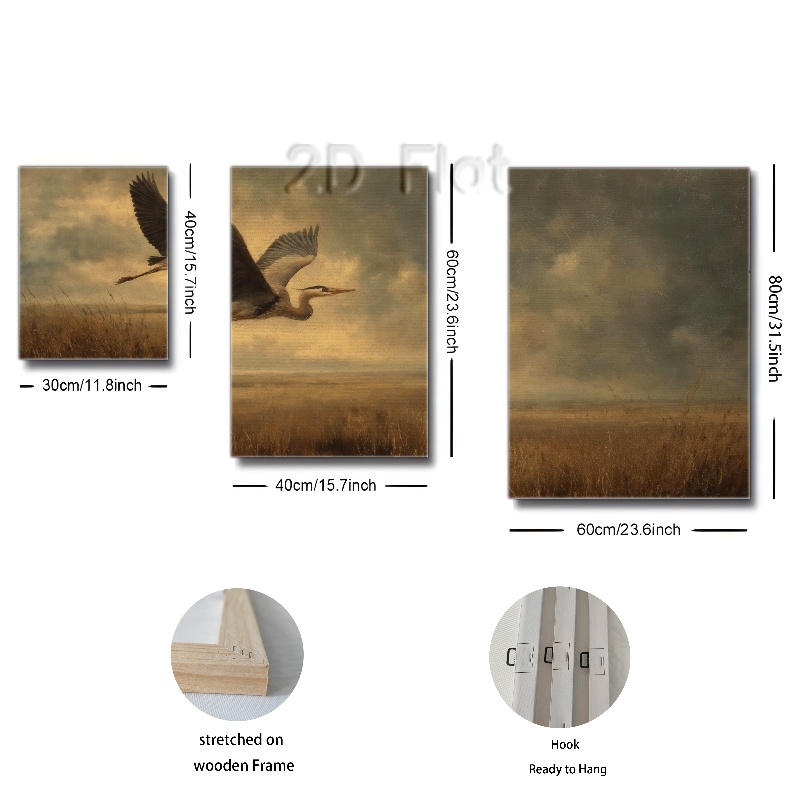 2D Flat
40cm/15.7inch
30cm/11.8inch
60cm/23.6inch
40cm/15.7inch
80cm/31.5inch
60cm/23.6inch
stretched on
wooden Frame
Hook
Ready to Hang